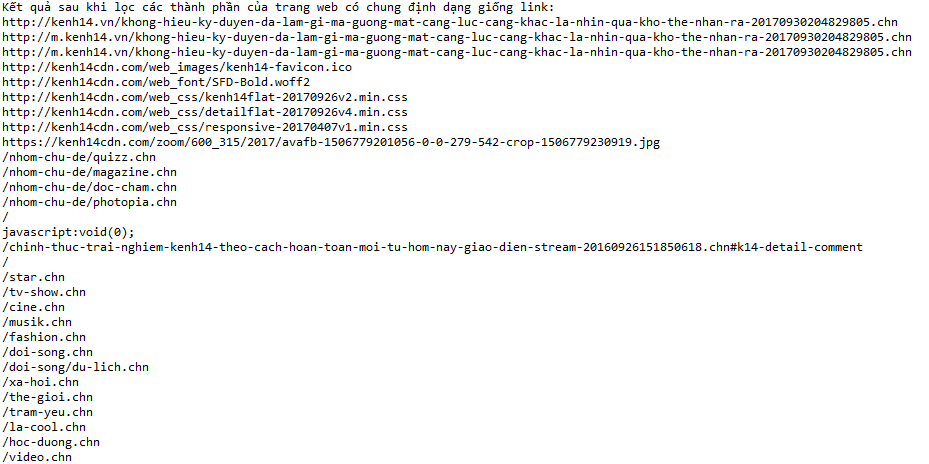 Kết quả sau khi lọc các thành phần của trang web có chung định dạng giống link:
http://kenh14.vn/khong-hieu-ky-duyen-da-lam-gi-ma-guong-mat-cang-luc-cang-khac-la-nhin-qua-kho-the-nhan-ra-20170930204829805.chn
http://m.kenh14.vn/khong-hieu-ky-duyen-da-lam-gi-ma-guong-mat-cang-luc-cang-khac-la-nhin-qua-kho-the-nhan-ra-20170930204829805.chn
http://m.kenh14.vn/khong-hieu-ky-duyen-da-lam-gi-ma-guong-mat-cang-luc-cang-khac-la-nhin-qua-kho-the-nhan-ra-20170930204829805.chn
http://kenh14cdn.com/web_images/kenh14-favicon.ico
http://kenh14cdn.com/web_font/SFD-Bold.woff2
http://kenh14cdn.com/web_css/kenh14flat-20170926v2.min.css
http://kenh14cdn.com/web_css/detailflat-20170926v4.min.css
http://kenh14cdn.com/web_css/responsive-20170407v1.min.css
https://kenh14cdn.com/zoom/600_315/2017/avafb-1506779201056-0-0-279-542-crop-1506779230919.jpg
/nhom-chu-de/quizz.chn
/nhom-chu-de/magazine.chn
/nhom-chu-de/doc-cham.chn
/nhom-chu-de/photopia.chn
/
javascript:void(0);
/chinh-thuc-trai-nghiem-kenh14-theo-cach-hoan-toan-moi-tu-hom-nay-giao-dien-stream-20160926151850618.chn#k14-detail-comment
/
/star.chn
/tv-show.chn
/cine.chn
/musik.chn
/fashion.chn
/doi-song.chn
/doi-song/du-lich.chn
/xa-hoi.chn
/the-gioi.chn
/tram-yeu.chn
/la-cool.chn
/hoc-duong.chn
/video.chn